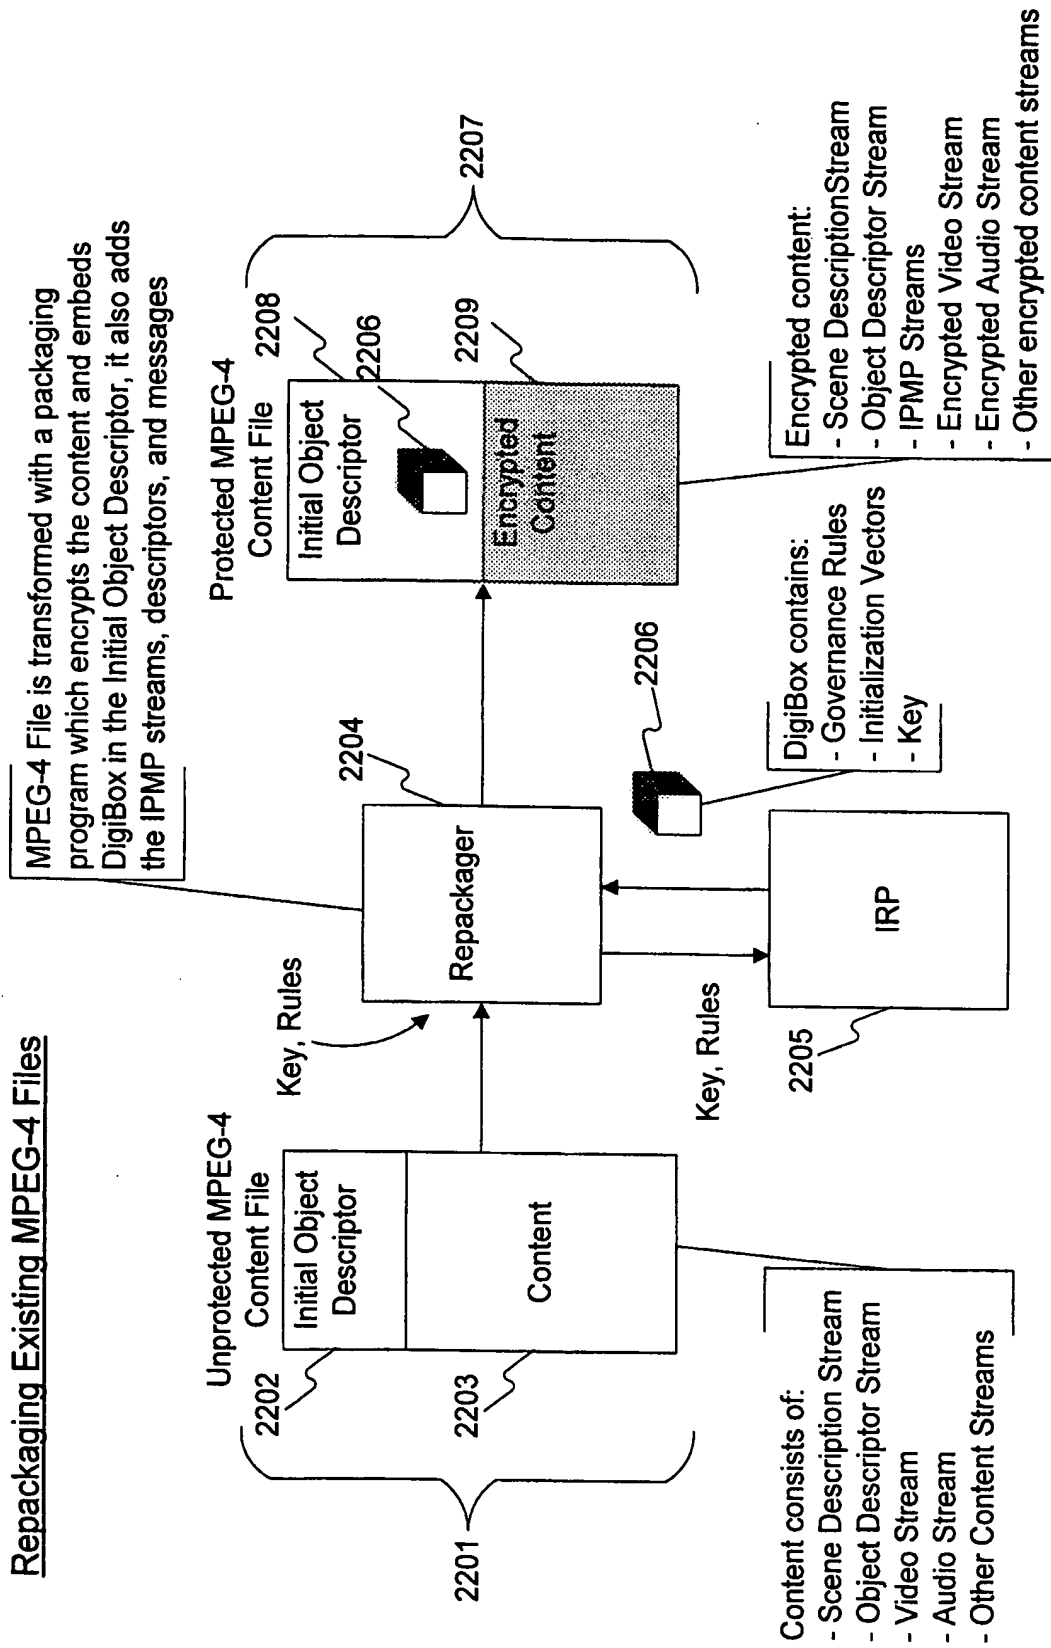 Repackaging Existing MPEG-4 Files
MPEG-4 File is transformed with a packaging
program which encrypts the content and embeds
DigiBox in the Initial Object Descriptor, it also adds
the IPMP streams, descriptors, and messages
Unprotected MPEG-4
Content File
2201
2202
Initial Object
Descriptor
2203
Content
Content consists of:
- Scene Description Stream
- Object Descriptor Stream
- Video Stream
- Audio Stream
- Other Content Streams
Key, Rules
2204
Repackager
Key, Rules
2205
IRP
2206
DigiBox contains:
- Governance Rules
- Initialization Vectors
- Key
Protected MPEG-4
Content File
2208
Initial Object
Descriptor
2206
2207
2209
Encrypted
Content
Encrypted content:
- Scene DescriptionStream
- Object Descriptor Stream
- IPMP Streams
- Encrypted Video Stream
- Encrypted Audio Stream
- Other encrypted content streams